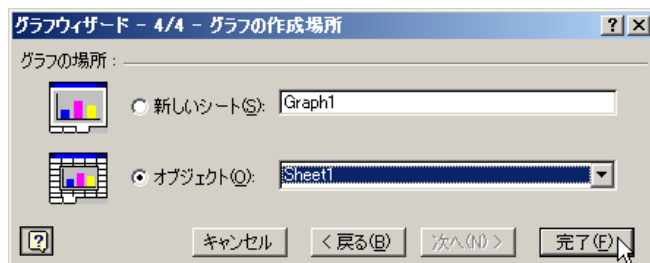 グラフウィザード - 4/4 - グラフの作成場所
グラフの場所:
新しいシート(S): Graph1
オブジェクト(O): Sheet1
キャンセル < 戻る(B) 次へ(N) > 完了(F)